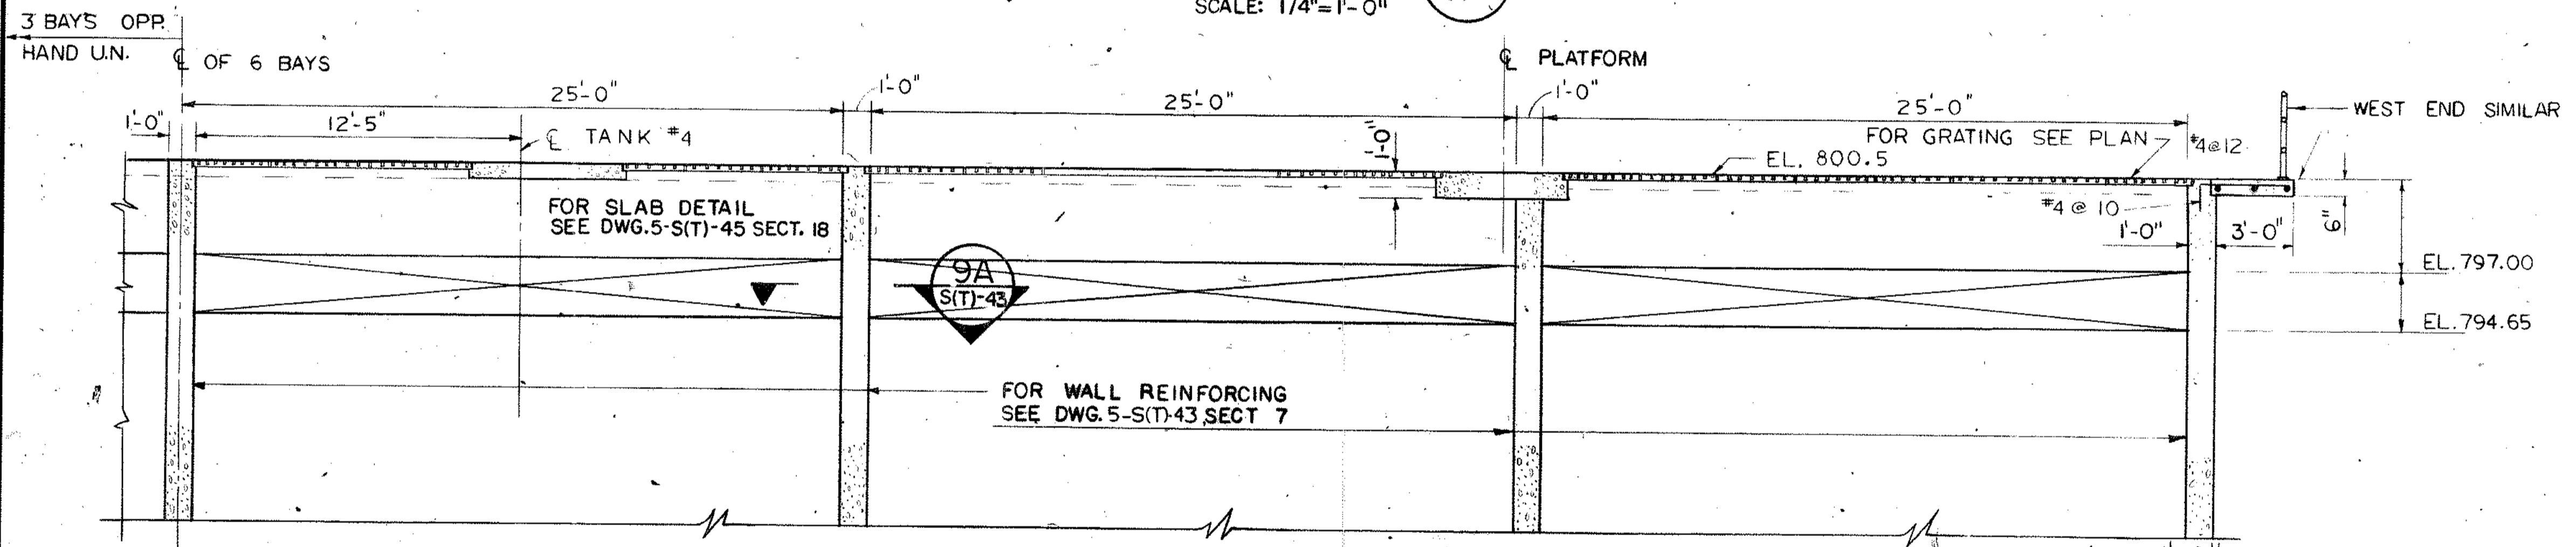 SCALE: 1/4"=1'-0"
3 BAYS OPP.
HAND U.N.
℄ OF 6 BAYS
℄ PLATFORM
25'-0"
1'-0"
25'-0"
1'-0"
25'-0"
WEST END SIMILAR
1'-0"
12'-5"
℄ TANK #4
1'-0"
FOR GRATING SEE PLAN
#4@12
EL. 800.5
FOR SLAB DETAIL
SEE DWG.5-S(T)-45 SECT. 18
#4 @ 10
1'-0"
3'-0"
6"
9A
S(T)-43
EL.797.00
EL.794.65
FOR WALL REINFORCING
SEE DWG.5-S(T)-43,SECT 7